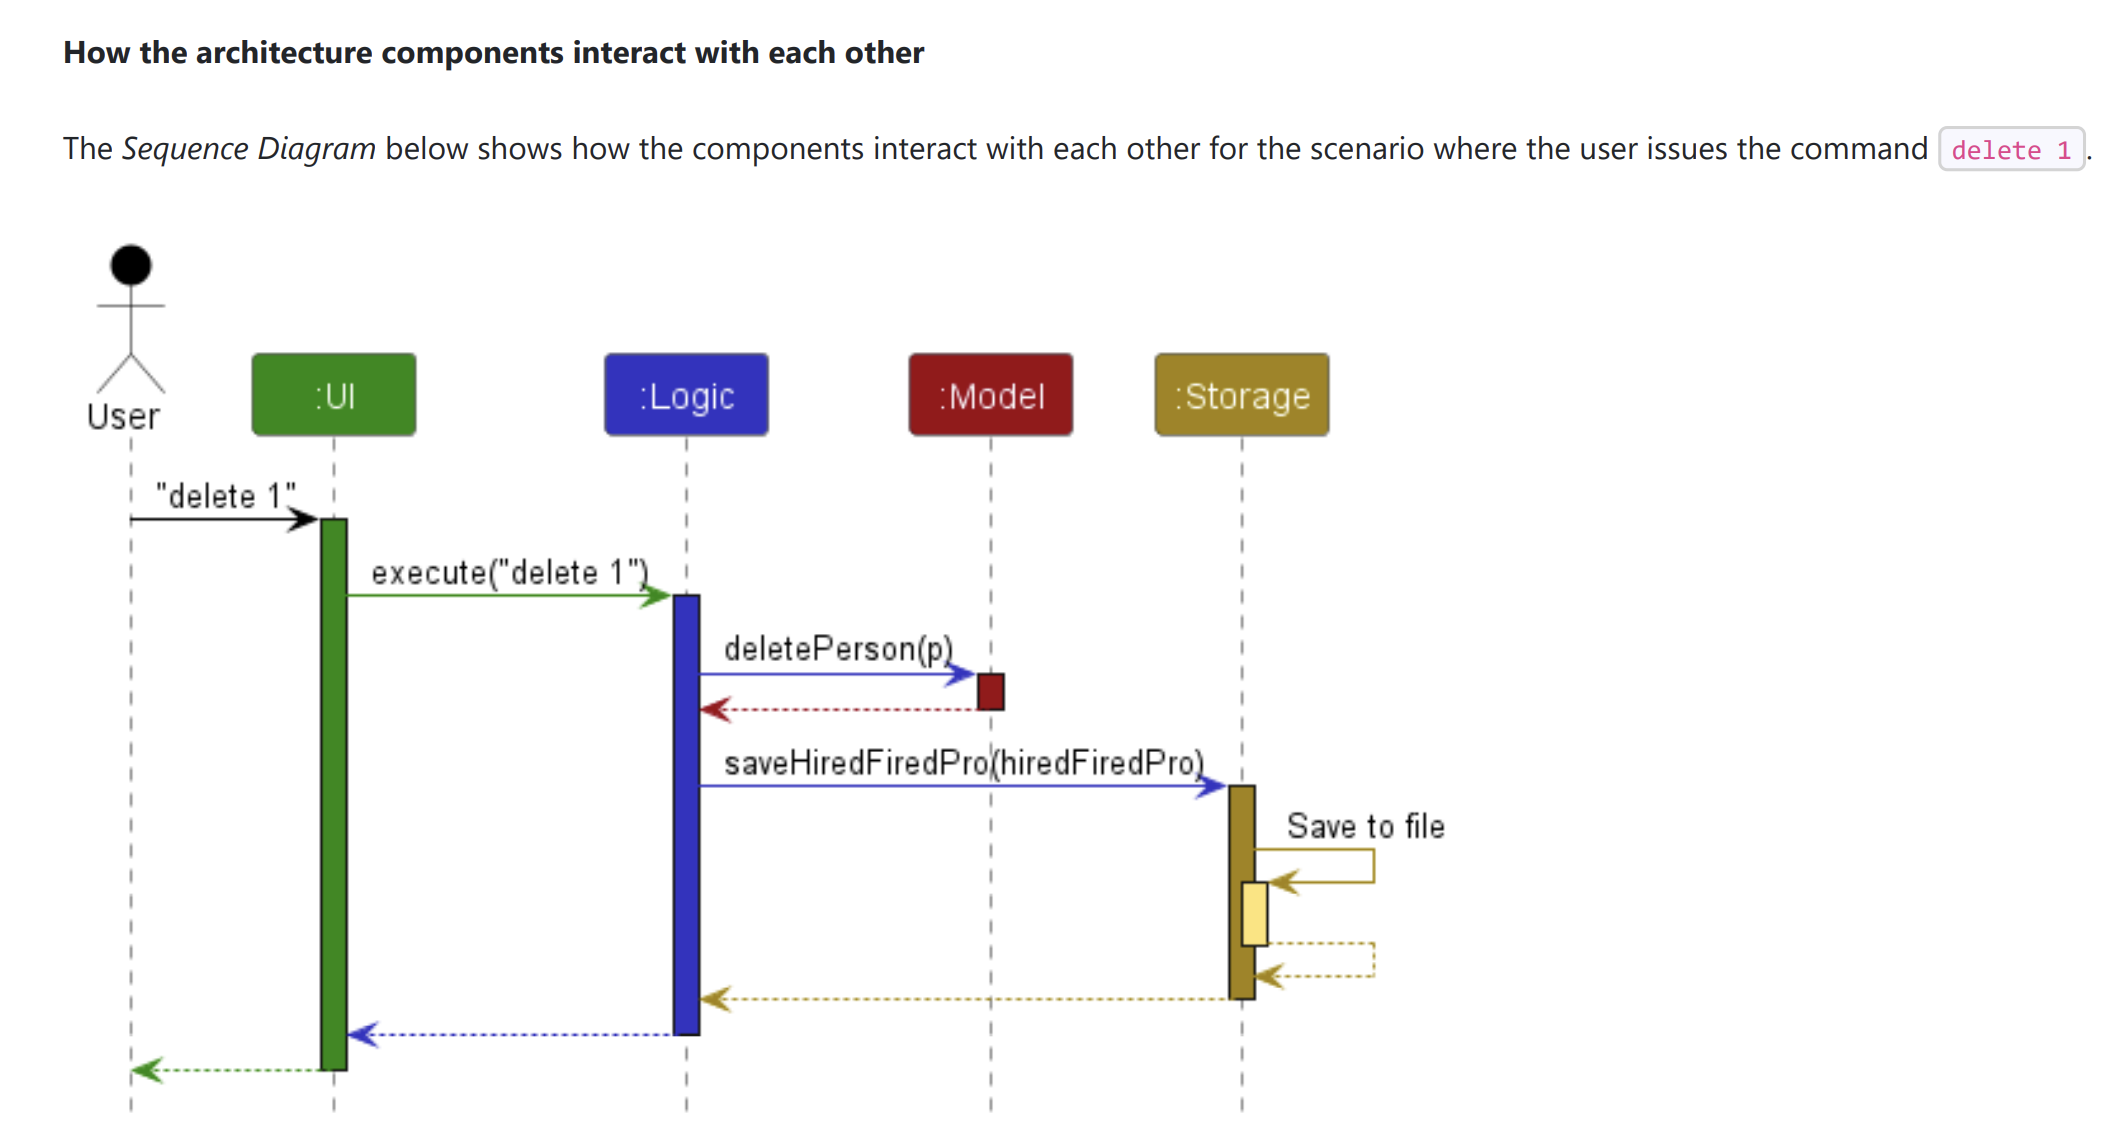 How the architecture components interact with each other
The Sequence Diagram below shows how the components interact with each other for the scenario where the user issues the command delete 1.
User
:UI
:Logic
:Model
:Storage
"delete 1"
execute("delete 1")
deletePerson(p)
saveHiredFiredPro(hiredFiredPro)
Save to file